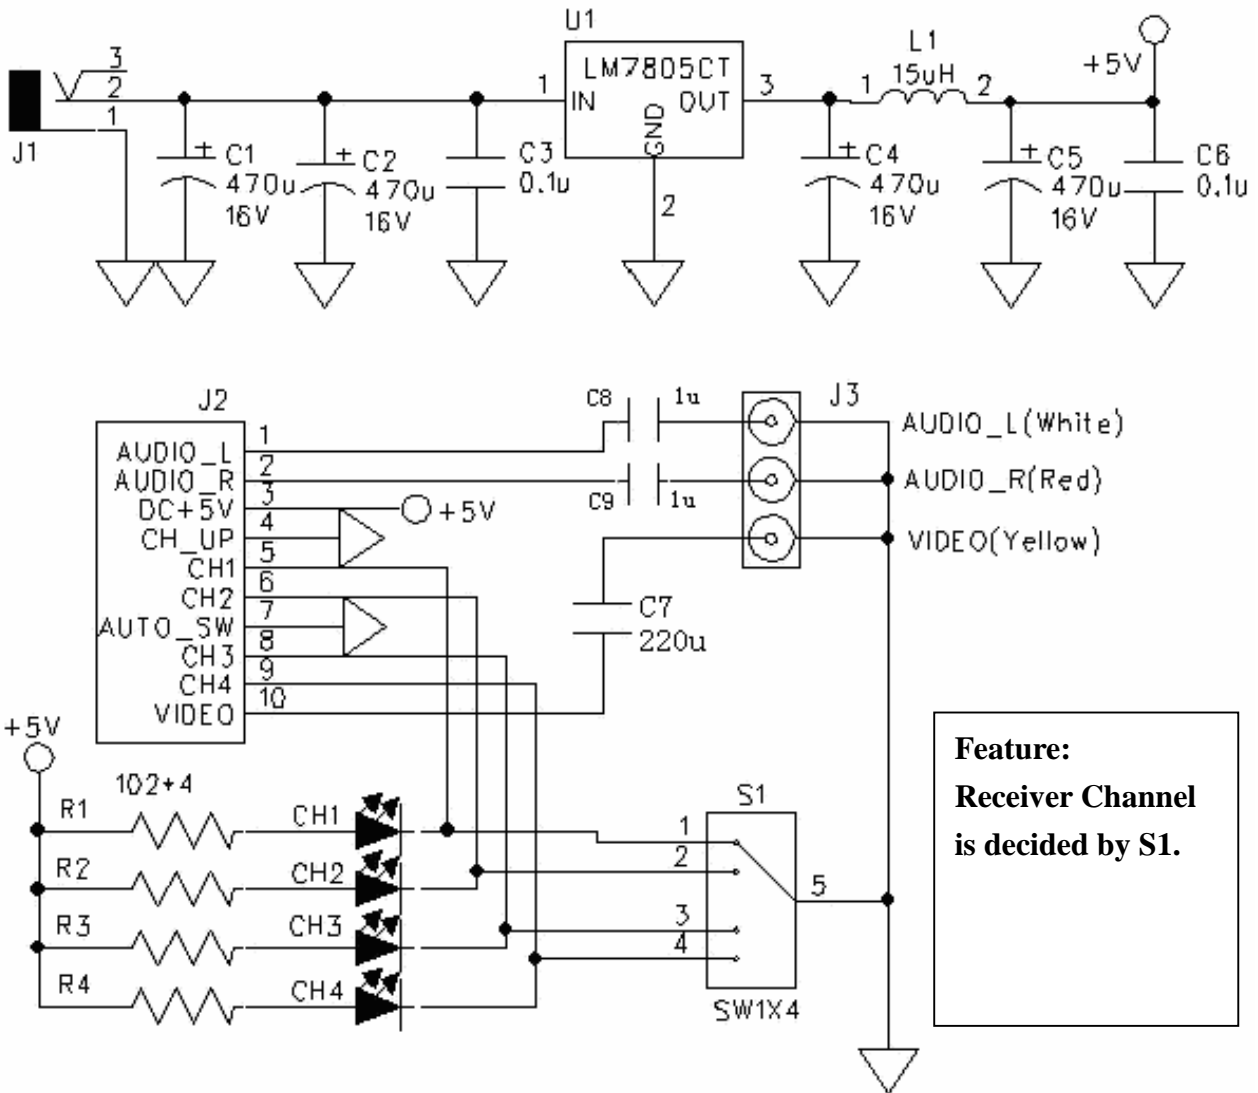 U1
LM7805CT
IN
OUT
GND
1
3
2
J1
3
2
1
C1
470u
16V
C2
470u
16V
C3
0.1u
C4
470u
16V
L1
15uH
1
2
+5V
C5
470u
16V
C6
0.1u
+
+
+
+
J2
AUDIO_L
AUDIO_R
DC+5V
CH_UP
CH1
CH2
AUTO_SW
CH3
CH4
VIDEO
1
2
3
4
5
6
7
8
9
10
+5V
C8
1u
C9
1u
C7
220u
J3
AUDIO_L(White)
AUDIO_R(Red)
VIDEO(Yellow)
+5V
102*4
R1
R2
R3
R4
CH1
CH2
CH3
CH4
S1
1
2
3
4
5
SW1X4
Feature:
Receiver Channel
is decided by S1.